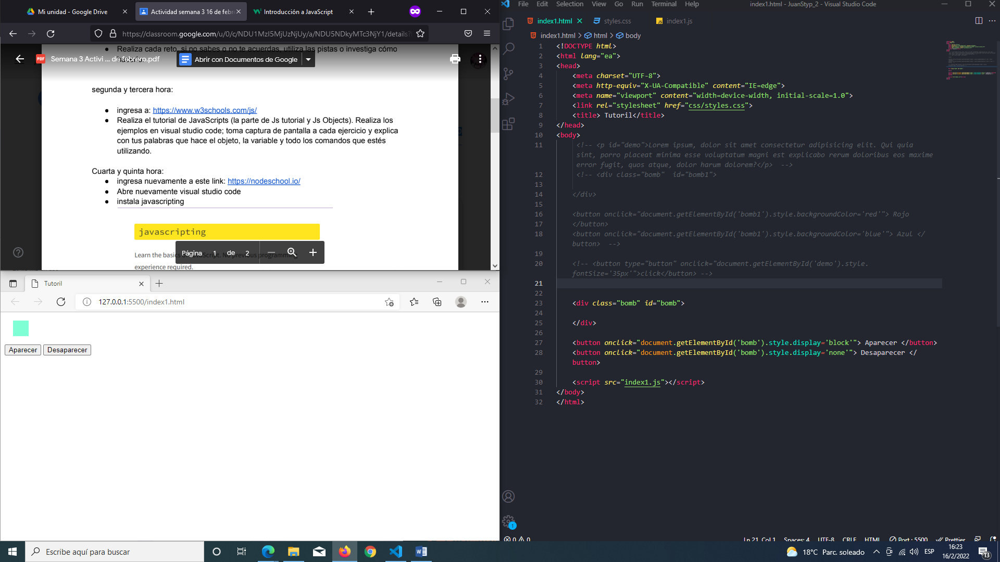 Mi unidad - Google Drive
Actividad semana 3 16 de febre
Introducción a JavaScript
https://classroom.google.com/u/0/c/NDU1MzI5MjUzNjUy/a/NDU5NDkyMTc3NjY1/details?
Realiza cada reto, si no sabes o no te acuerdas, utiliza las pistas o investiga cómo
PDF Semana 3 Activi ... de febrero.pdf
Abrir con Documentos de Google
segunda y tercera hora:
● ingresa a: https://www.w3schools.com/js/
● Realiza el tutorial de JavaScripts (la parte de Js tutorial y Js Objects). Realiza los
ejemplos en visual studio code; toma captura de pantalla a cada ejercicio y explica
con tus palabras que hace el objeto, la variable y todo los comandos que estés
utilizando.
Cuarta y quinta hora:
● ingresa nuevamente a este link: https://nodeschool.io/
● Abre nuevamente visual studio code
● instala javascripting
javascripting
Página 1 de 2
Learn the basics of JavaScript. No previous programming
experience required.
Tutoril
127.0.0.1:5500/index1.html
Aparecer Desaparecer
File Edit Selection View Go Run Terminal Help
index1.html - JuanStyp_2 - Visual Studio Code
index1.html styles.css JS index1.js
index1.html > html > body
1 <!DOCTYPE html>
2 <html lang="ea">
3 <head>
4 <meta charset="UTF-8">
5 <meta http-equiv="X-UA-Compatible" content="IE=edge">
6 <meta name="viewport" content="width=device-width, initial-scale=1.0">
7 <link rel="stylesheet" href="css/styles.css">
8 <title> Tutoril</title>
9 </head>
10 <body>
11 <!-- <p id="demo">Lorem ipsum, dolor sit amet consectetur adipisicing elit. Qui quia
sint, porro placeat minima esse voluptatum magni est explicabo rerum doloribus eos maxime
error fugit, quos atque, dolor harum dolorem?</p>  -->
12 <!-- <div class="bomb"  id="bomb1">
13
14 </div>
15
16 <button onclick="document.getElementById('bomb1').style.backgroundColor='red'"> Rojo
17 </button>
18 <button onclick="document.getElementById('bomb1').style.backgroundColor='blue'"> Azul </
button>  -->
19
20 <!-- <button type="button" onclick="document.getElementById('demo').style.
fontSize='35px'">click</button> -->
21
22
23 <div class="bomb" id="bomb">
24
25 </div>
26
27 <button onclick="document.getElementById('bomb').style.display='block'"> Aparecer </button>
28 <button onclick="document.getElementById('bomb').style.display='none'"> Desaparecer </
button>
29
30 <script src="index1.js"></script>
31 </body>
32 </html>
1
0 0 Ln 21, Col 1 Spaces: 4 UTF-8 CRLF HTML Port : 5500 Prettier
Escribe aquí para buscar
18°C Parc. soleado
ESP
16:23
16/2/2022
13